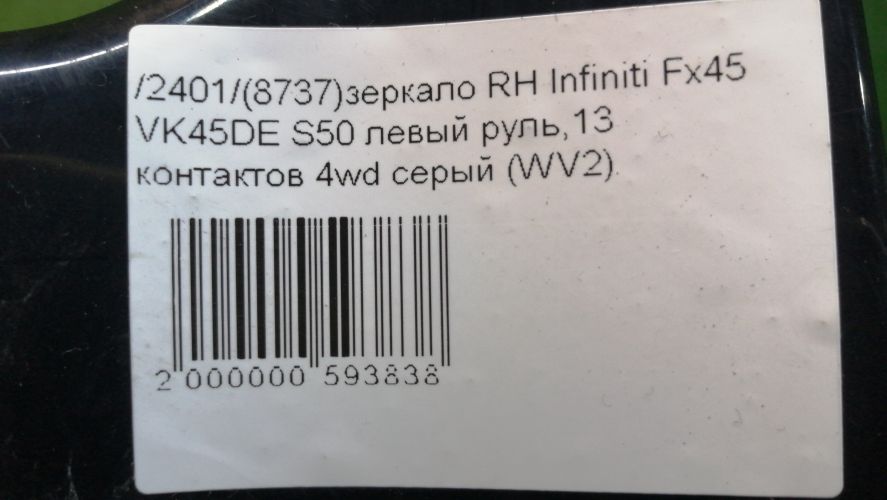 /2401/(8737)зеркало RH Infiniti Fx45
VK45DE S50 левый руль,13
контактов 4wd серый (WV2)
2 000000 593838